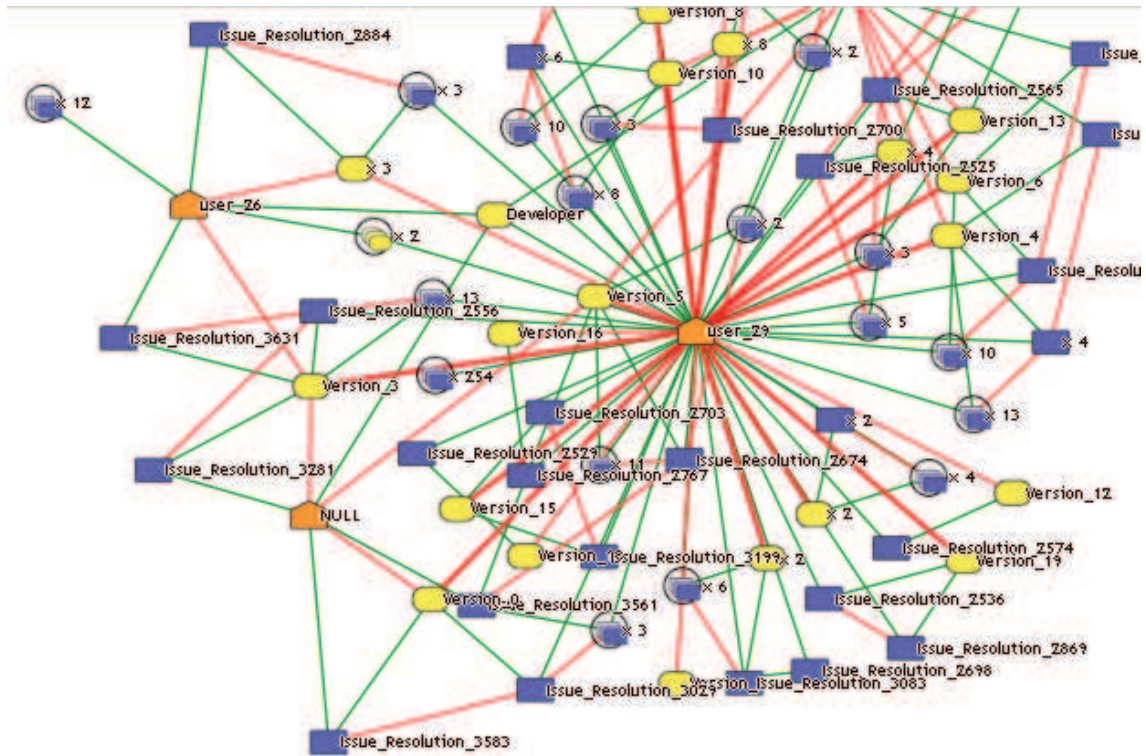 Version_8
× 8
× 2
Issue_Resolution_2884
× 6
Version_10
× 3
Issue_Resolution_2565
× 12
Version_13
× 10
× 3
Issue_Resolution_2700
× 4
Issue_Resolution_2525
× 3
Version_6
× 8
user_26
Developer
× 2
× 2
Version_4
× 3
× 13
Version_5
Issue_Resolution_2556
× 5
Version_16
user_29
Issue_Resolution_3631
× 4
× 10
× 254
Version_3
Issue_Resolution_2703
× 13
× 2
Issue_Resolution_2529
Issue_Resolution_2674
× 11
Issue_Resolution_3281
Issue_Resolution_2767
× 4
Version_12
Version_15
NULL
× 2
Issue_Resolution_2574
Issue_Resolution_3199
× 2
Version_19
× 6
Version_0
Issue_Resolution_3561
Issue_Resolution_2536
× 3
Issue_Resolution_2869
Issue_Resolution_2698
Issue_Resolution_3029
Issue_Resolution_3083
Issue_Resolution_3583